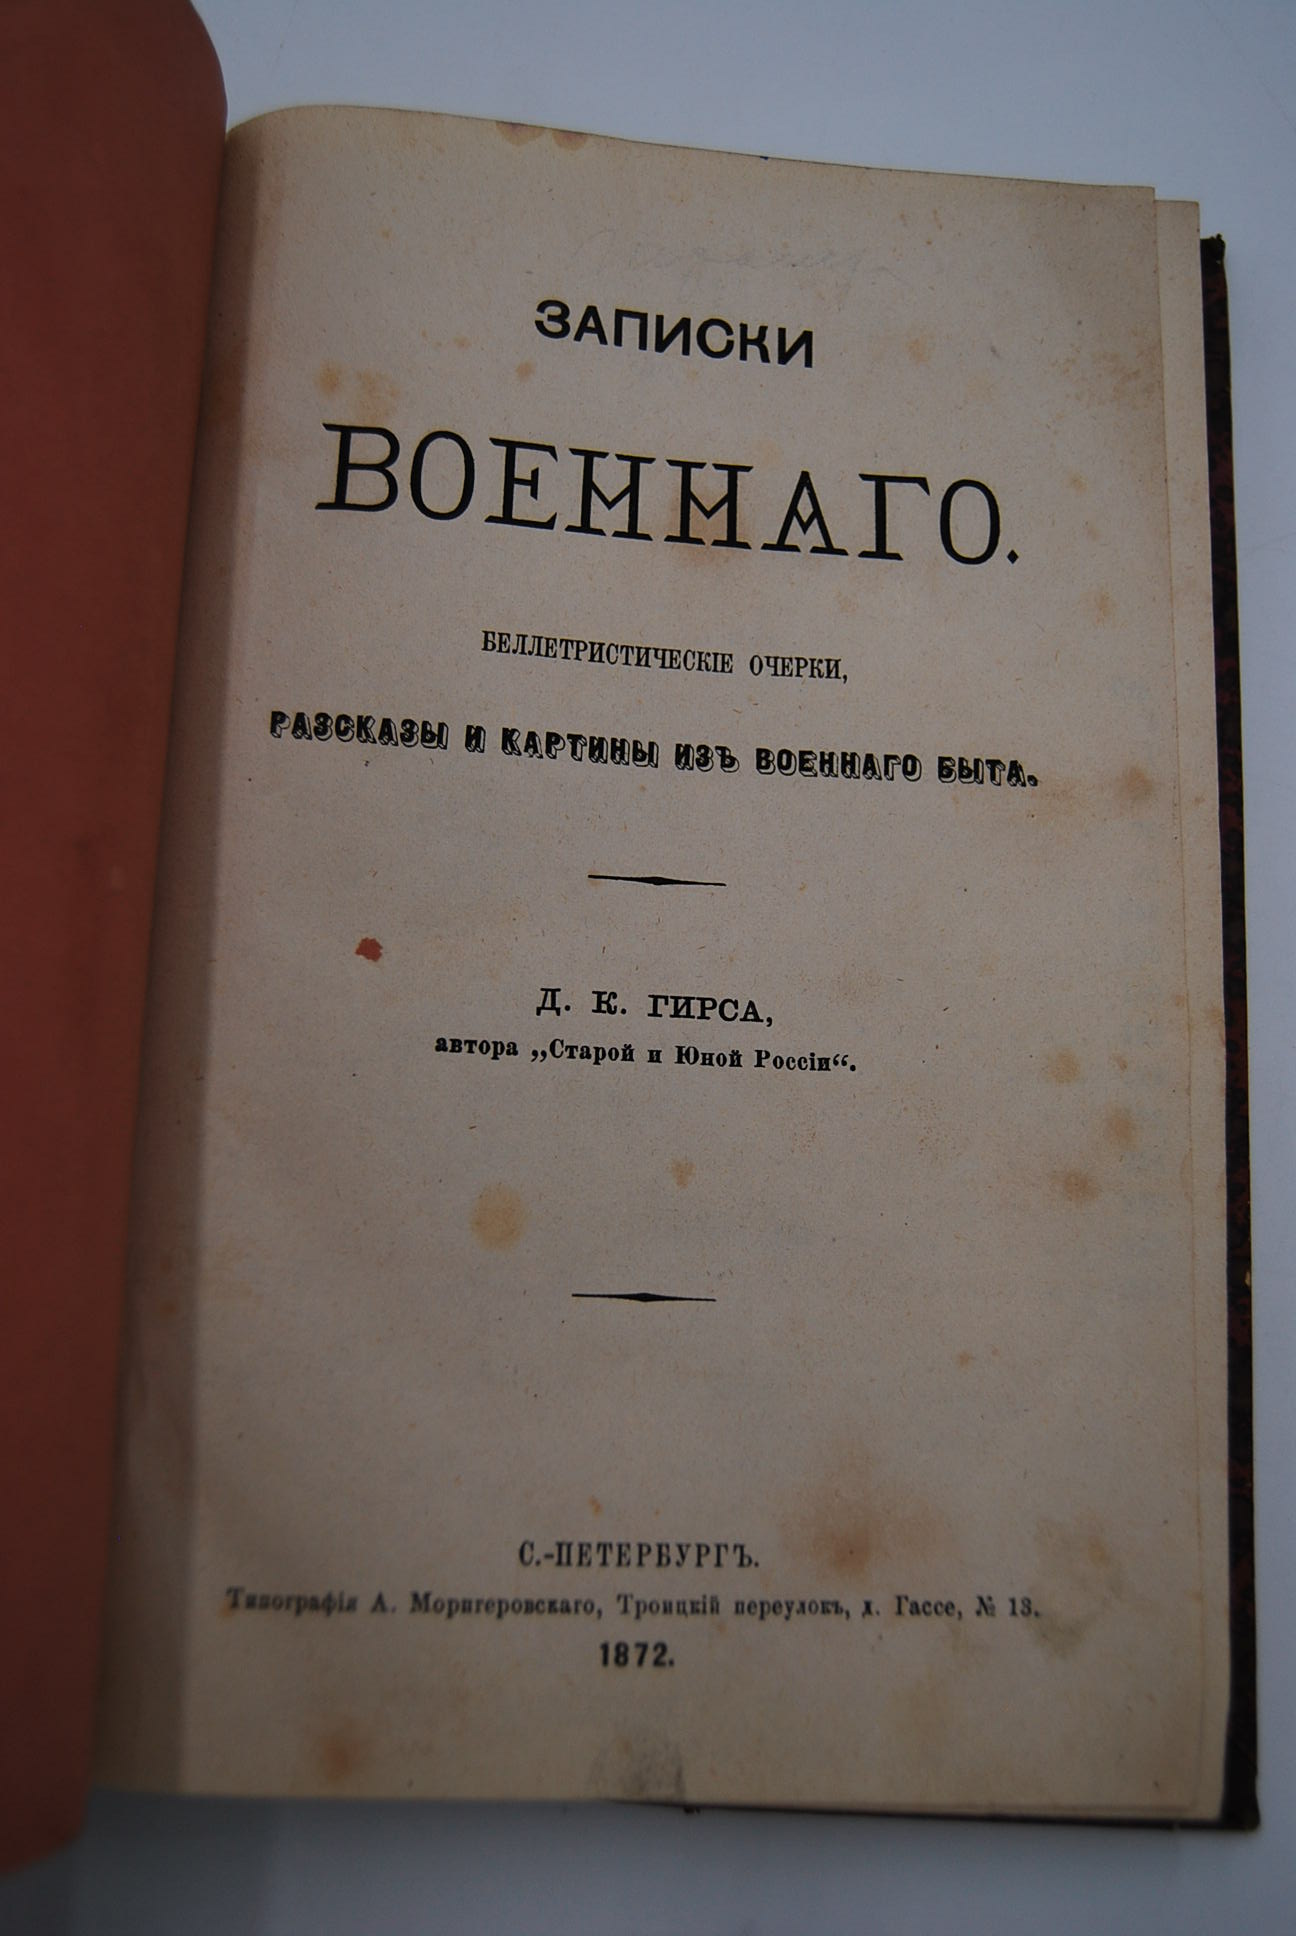 ЗАПИСКИ
ВОЕННАГО.
БЕЛЛЕТРИСТИЧЕСКІЕ ОЧЕРКИ,
РАЗСКАЗЫ И КАРТИНЫ ИЗЪ ВОЕННАГО БЫТА.
Д. К. ГИРСА,
автора „Старой и Юной Россіи“.
С.-ПЕТЕРБУРГЪ.
Типографія А. Моригеровскаго, Троицкій переулокъ, д. Гассе, № 13.
1872.